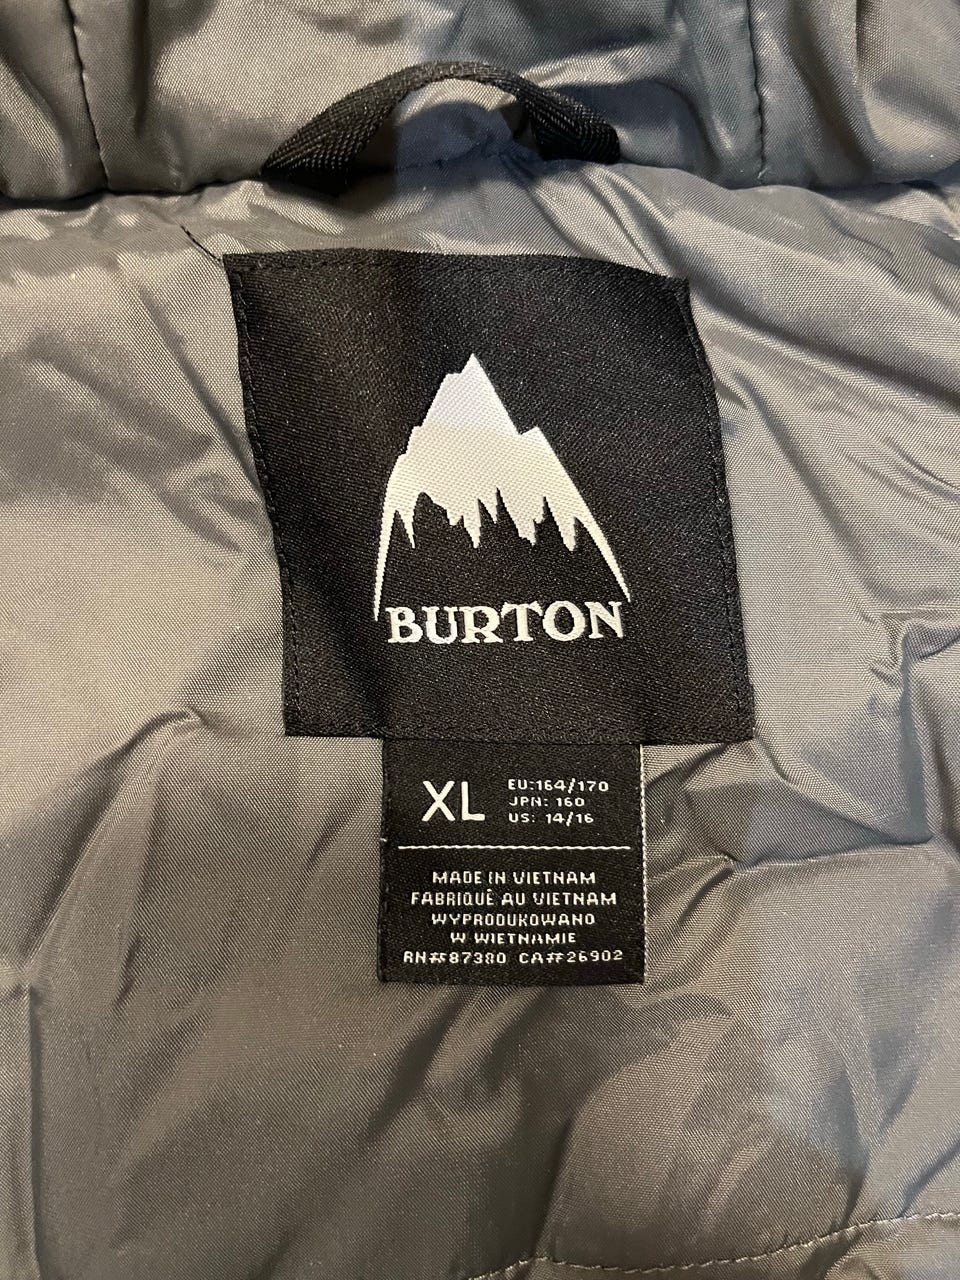 BURTON
XL
EU:164/170
JPN: 160
US: 14/16
MADE IN VIETNAM
FABRIQUÉ AU VIETNAM
WYPRODUKOWANO
W WIETNAMIE
RN#87380 CA#26902